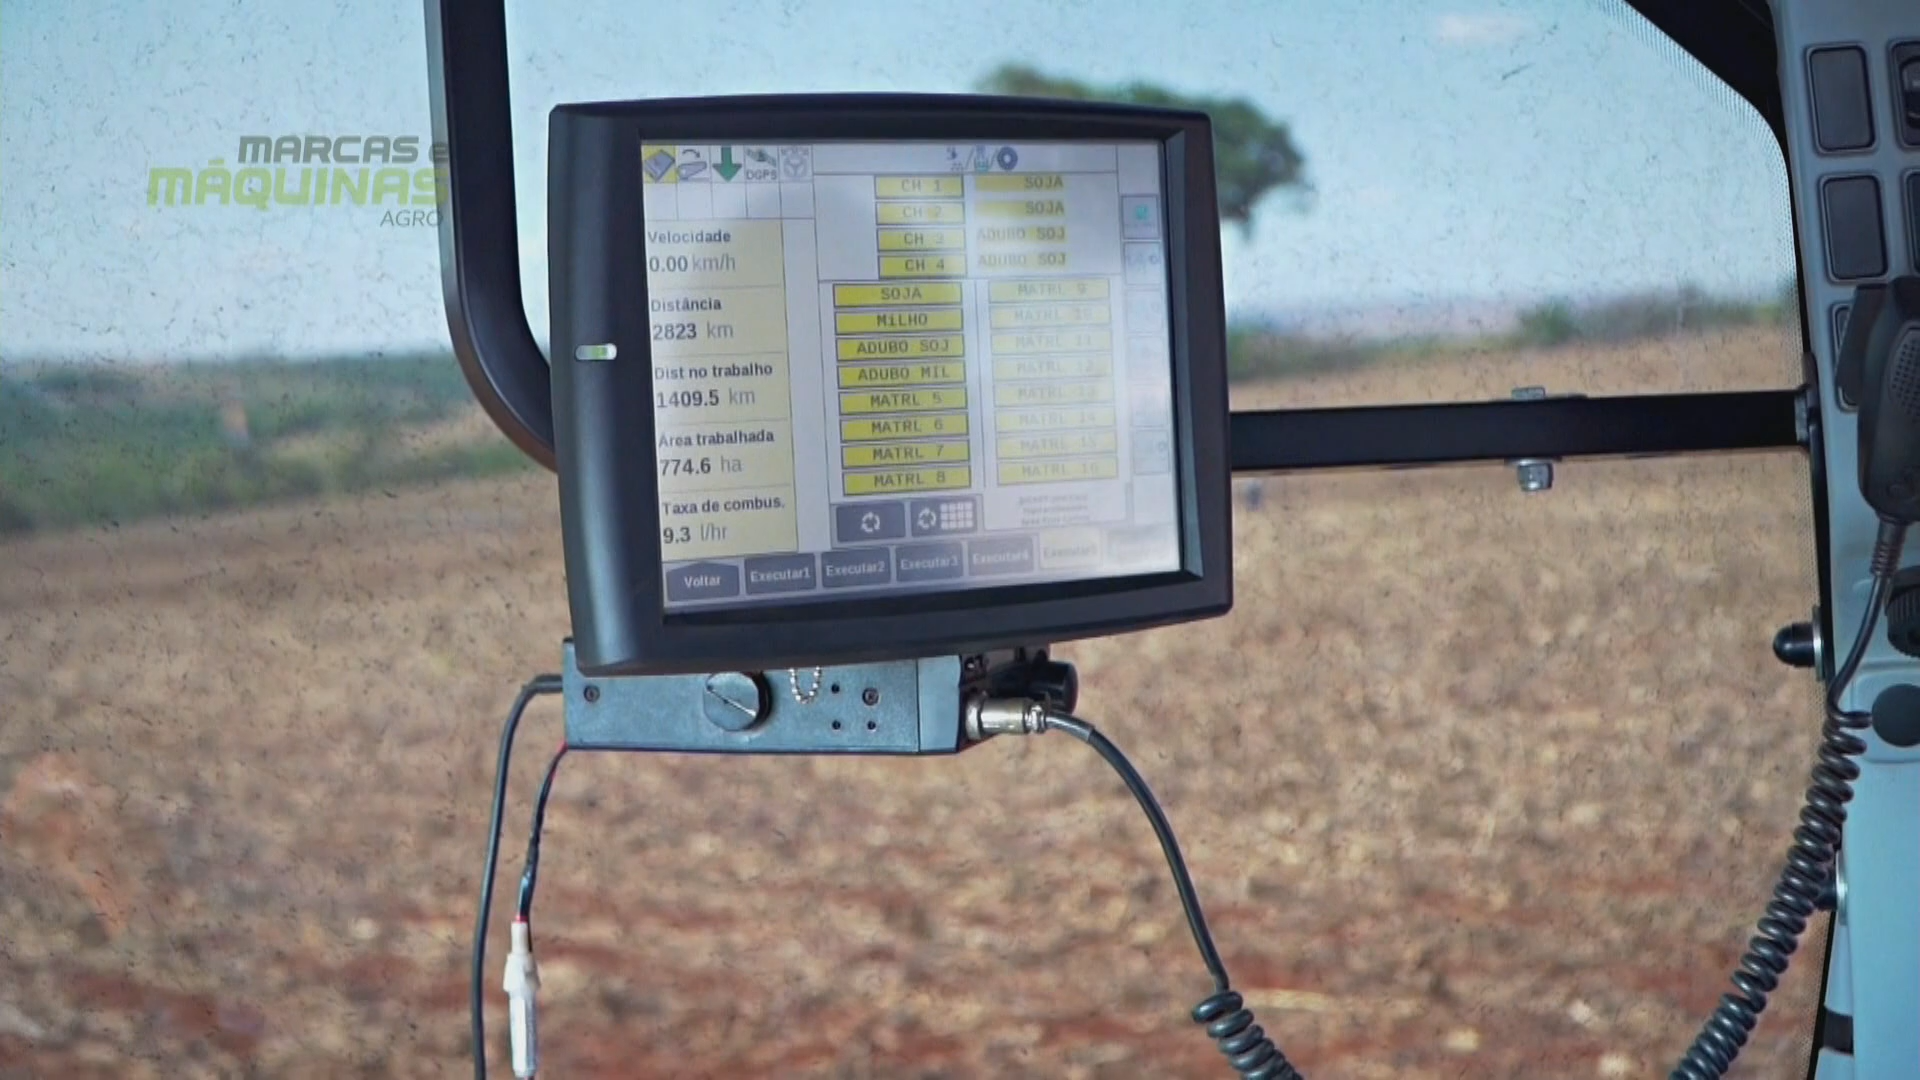 MARCAS e
MÁQUINAS
AGRO
DGPS
Velocidade
0.00 km/h
Distância
2823 km
Dist no trabalho
1409.5 km
Área trabalhada
774.6 ha
Taxa de combus.
9.3 l/hr
CH 1 SOJA
CH 2 SOJA
CH 3 ADUBO SOJ
CH 4 ADUBO SOJ
SOJA MATRL 9
MiLHO MATRL 10
ADUBO SOJ MATRL 11
ADUBO MIL MATRL 12
MATRL 5 MATRL 13
MATRL 6 MATRL 14
MATRL 7 MATRL 15
MATRL 8 MATRL 16
Voltar Executar1 Executar2 Executar3 Executar4 Executar5